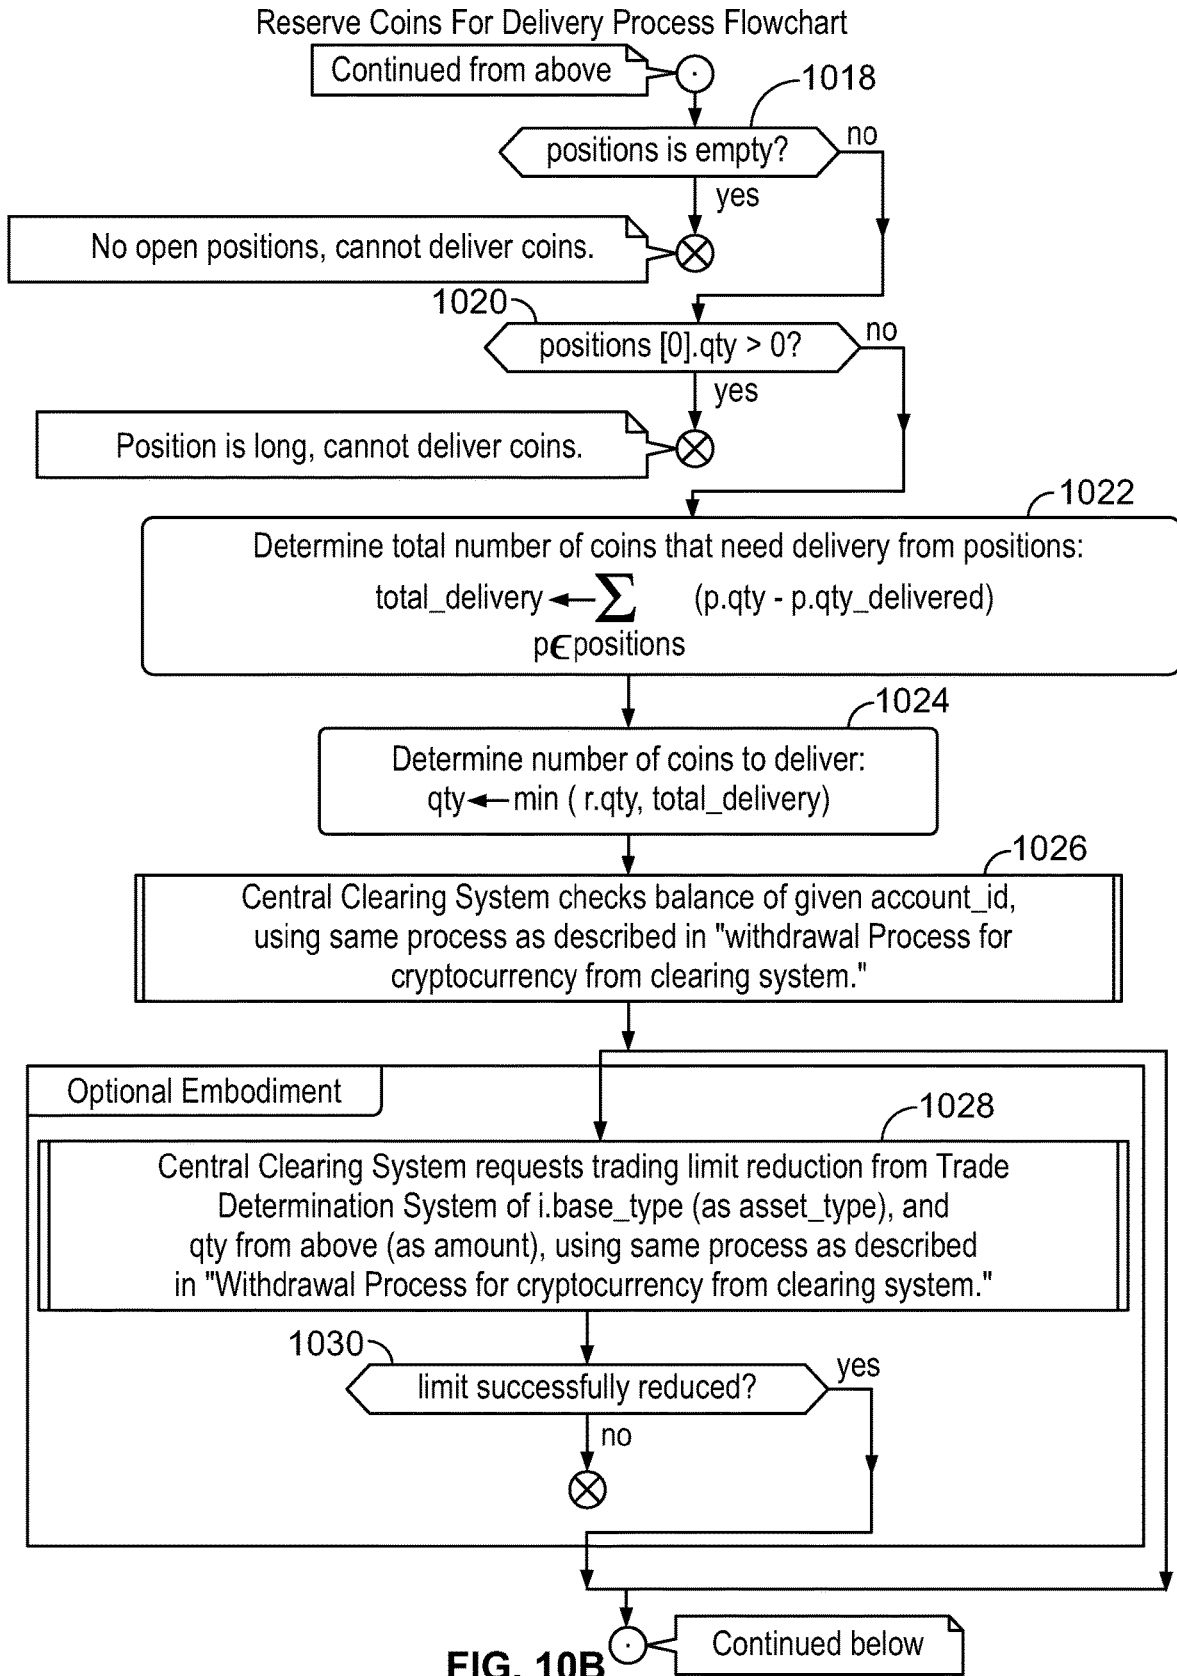 Reserve Coins For Delivery Process Flowchart
Continued from above
1018
positions is empty?
no
yes
No open positions, cannot deliver coins.
1020
positions [0].qty > 0?
no
yes
Position is long, cannot deliver coins.
1022
Determine total number of coins that need delivery from positions:
total_delivery ← Σ (p.qty - p.qty_delivered)
pϵpositions
1024
Determine number of coins to deliver:
qty ← min ( r.qty, total_delivery)
1026
Central Clearing System checks balance of given account_id,
using same process as described in "withdrawal Process for
cryptocurrency from clearing system."
Optional Embodiment
1028
Central Clearing System requests trading limit reduction from Trade
Determination System of i.base_type (as asset_type), and
qty from above (as amount), using same process as described
in "Withdrawal Process for cryptocurrency from clearing system."
1030
limit successfully reduced?
yes
no
Continued below
FIG. 10B